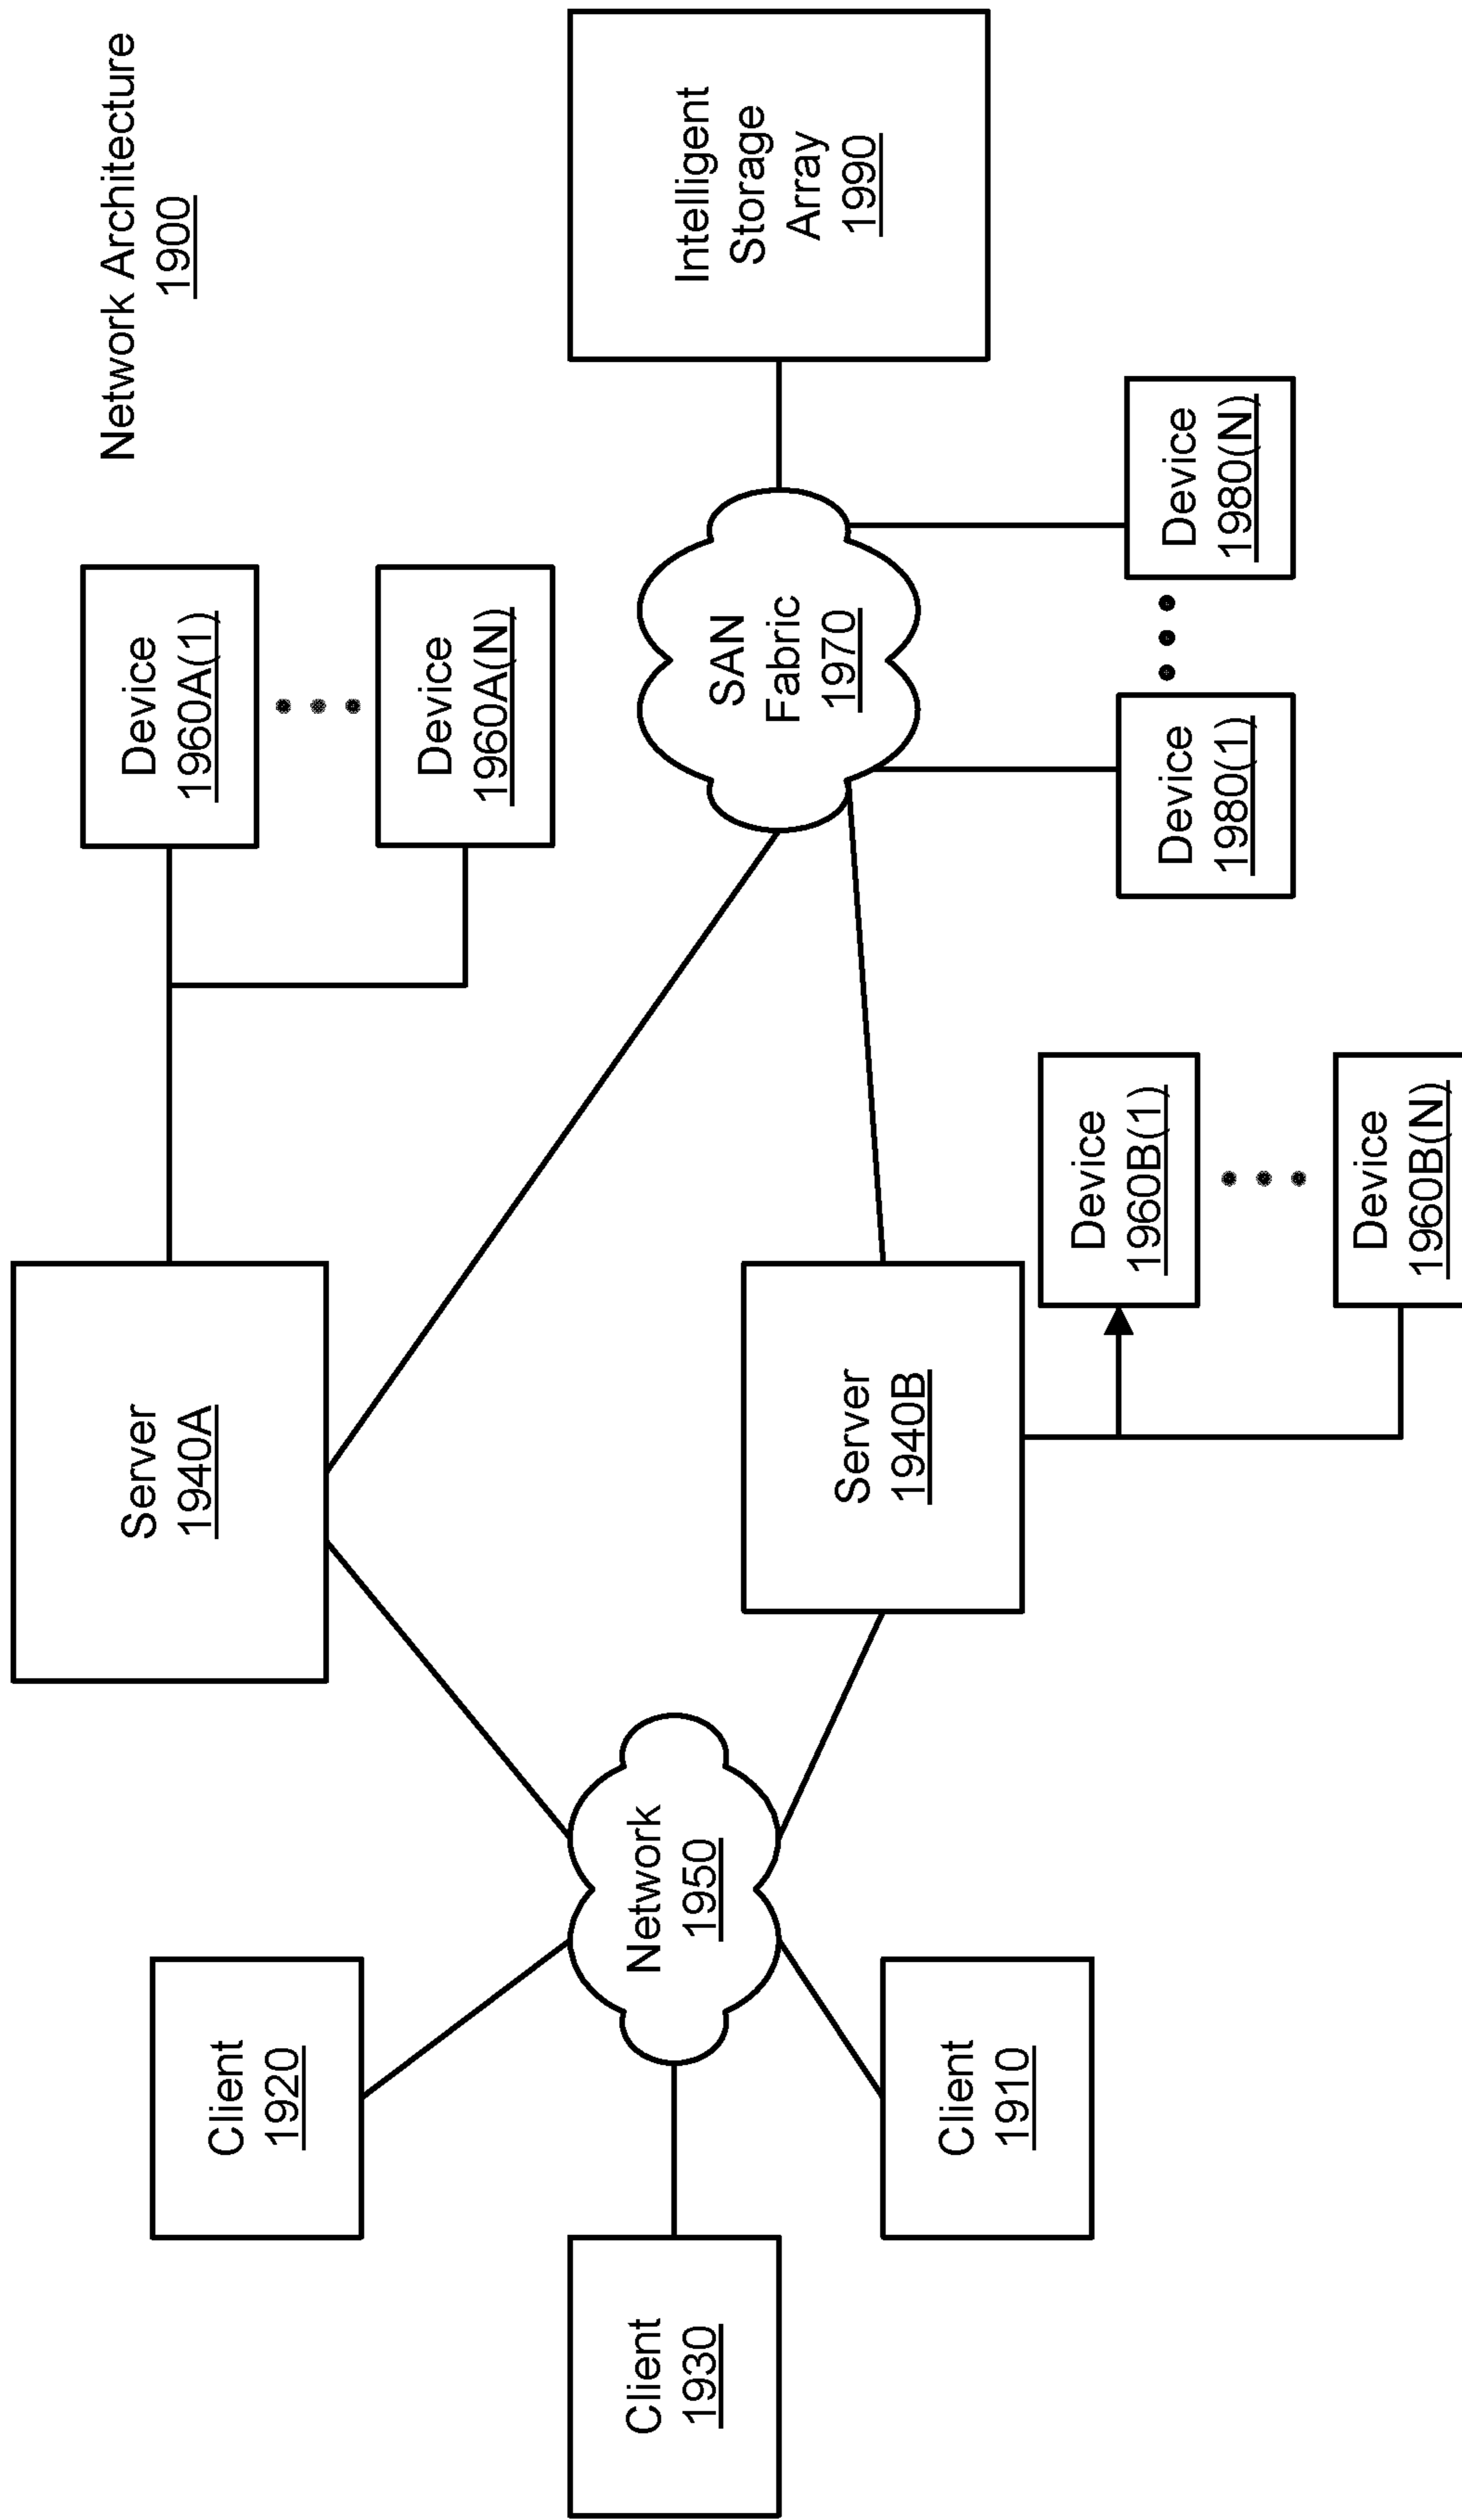 Network Architecture
1900
Device
1960A(1)
Device
1960A(N)
Server
1940A
Client
1920
Intelligent
Storage
Array
1990
SAN
Fabric
1970
Network
1950
Client
1930
Server
1940B
Client
1910
Device
1980(1)
Device
1980(N)
Device
1960B(1)
Device
1960B(N)